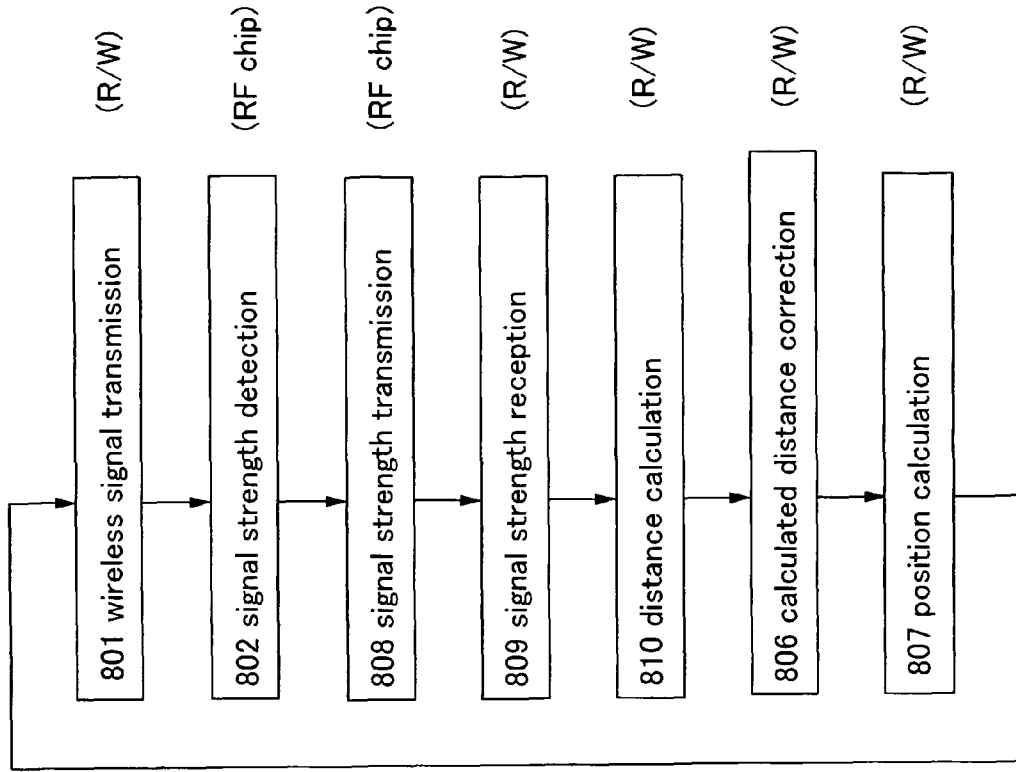 801 wireless signal transmission (R/W)
802 signal strength detection (RF chip)
808 signal strength transmission (RF chip)
809 signal strength reception (R/W)
810 distance calculation (R/W)
806 calculated distance correction (R/W)
807 position calculation (R/W)